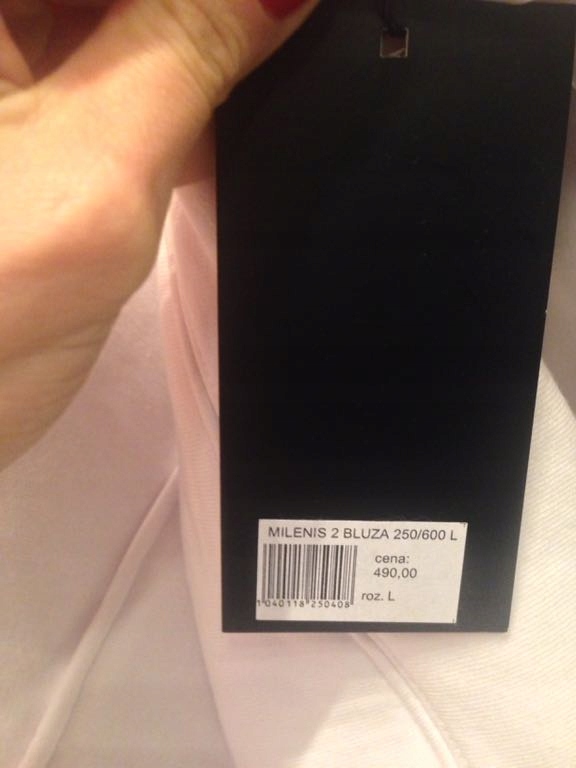 MILENIS 2 BLUZA 250/600 L
cena:
490,00
roz. L
1040118250408